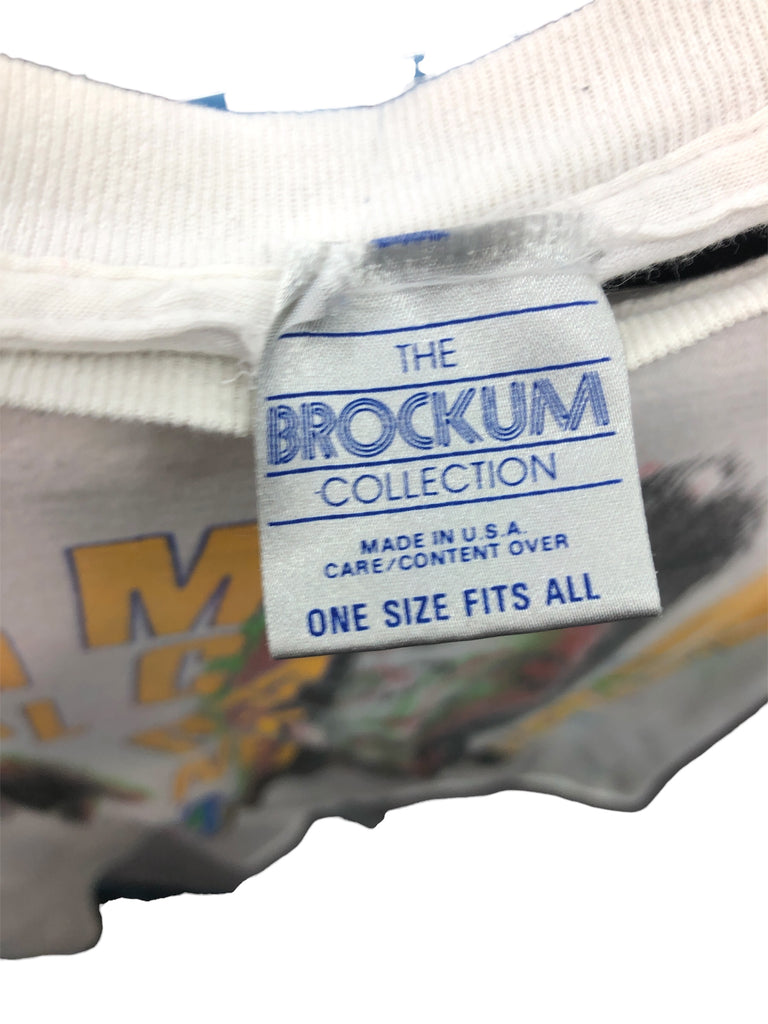 THE
BROCKUM
COLLECTION
MADE IN U.S.A.
CARE/CONTENT OVER
ONE SIZE FITS ALL